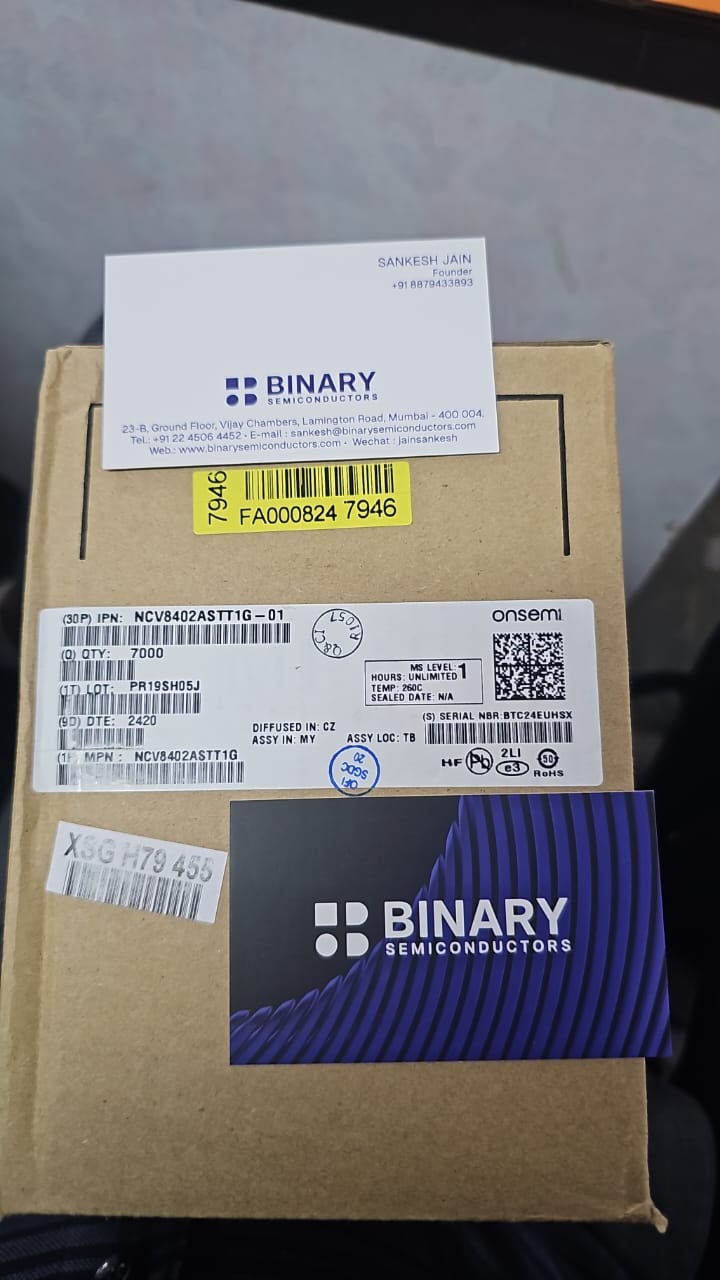 SANKESH JAIN
Founder
+91 8879433893
BINARY
SEMICONDUCTORS
23-B, Ground Floor, Vijay Chambers, Lamington Road, Mumbai - 400 004.
Tel.: +91 22 4506 4452 • E-mail : sankesh@binarysemiconductors.com
Web.: www.binarysemiconductors.com • Wechat : jainsankesh
7946
FA000824 7946
(30P) IPN: NCV8402ASTT1G-01
onsemi
(Q) QTY: 7000
MS LEVEL: 1
HOURS: UNLIMITED
TEMP: 260C
SEALED DATE: N/A
(1T) LOT: PR19SH05J
(9D) DTE: 2420
DIFFUSED IN: CZ
ASSY IN: MY ASSY LOC: TB
(S) SERIAL NBR:BTC24EUHSX
MPN : NCV8402ASTT1G
HF Pb 2LI e3 RoHS
QFI
SGDC
20
XSG H79 455
BINARY
SEMICONDUCTORS